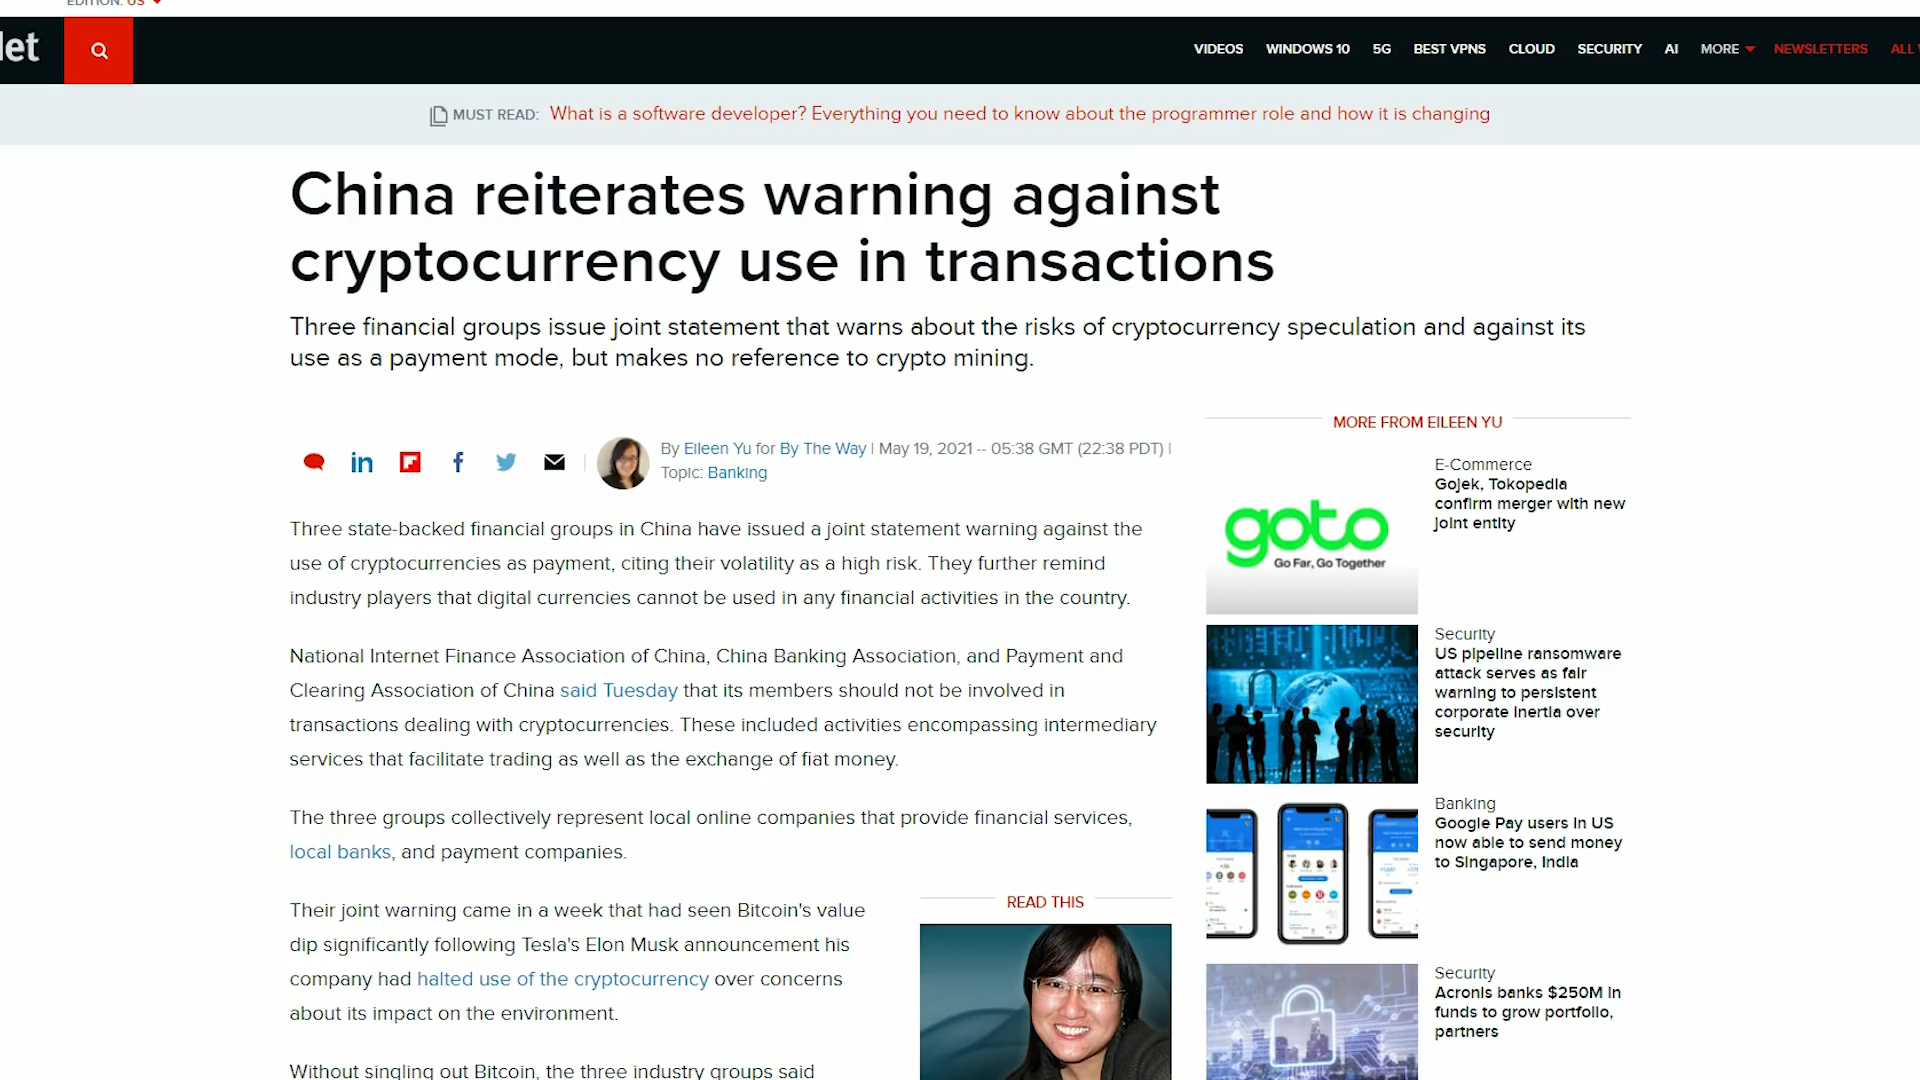 EDITION: US
let
VIDEOS WINDOWS 10 5G BEST VPNS CLOUD SECURITY AI MORE NEWSLETTERS ALL
MUST READ: What is a software developer? Everything you need to know about the programmer role and how it is changing
China reiterates warning against
cryptocurrency use in transactions
Three financial groups issue joint statement that warns about the risks of cryptocurrency speculation and against its
use as a payment mode, but makes no reference to crypto mining.
By Eileen Yu for By The Way | May 19, 2021 -- 05:38 GMT (22:38 PDT) |
Topic: Banking
Three state-backed financial groups in China have issued a joint statement warning against the
use of cryptocurrencies as payment, citing their volatility as a high risk. They further remind
industry players that digital currencies cannot be used in any financial activities in the country.
National Internet Finance Association of China, China Banking Association, and Payment and
Clearing Association of China said Tuesday that its members should not be involved in
transactions dealing with cryptocurrencies. These included activities encompassing intermediary
services that facilitate trading as well as the exchange of fiat money.
The three groups collectively represent local online companies that provide financial services,
local banks, and payment companies.
Their joint warning came in a week that had seen Bitcoin's value
dip significantly following Tesla's Elon Musk announcement his
company had halted use of the cryptocurrency over concerns
about its impact on the environment.
Without singling out Bitcoin, the three industry groups said
READ THIS
MORE FROM EILEEN YU
goto
Go Far, Go Together
E-Commerce
Gojek, Tokopedia
confirm merger with new
joint entity
Security
US pipeline ransomware
attack serves as fair
warning to persistent
corporate inertia over
security
Banking
Google Pay users in US
now able to send money
to Singapore, India
Security
Acronis banks $250M in
funds to grow portfolio,
partners